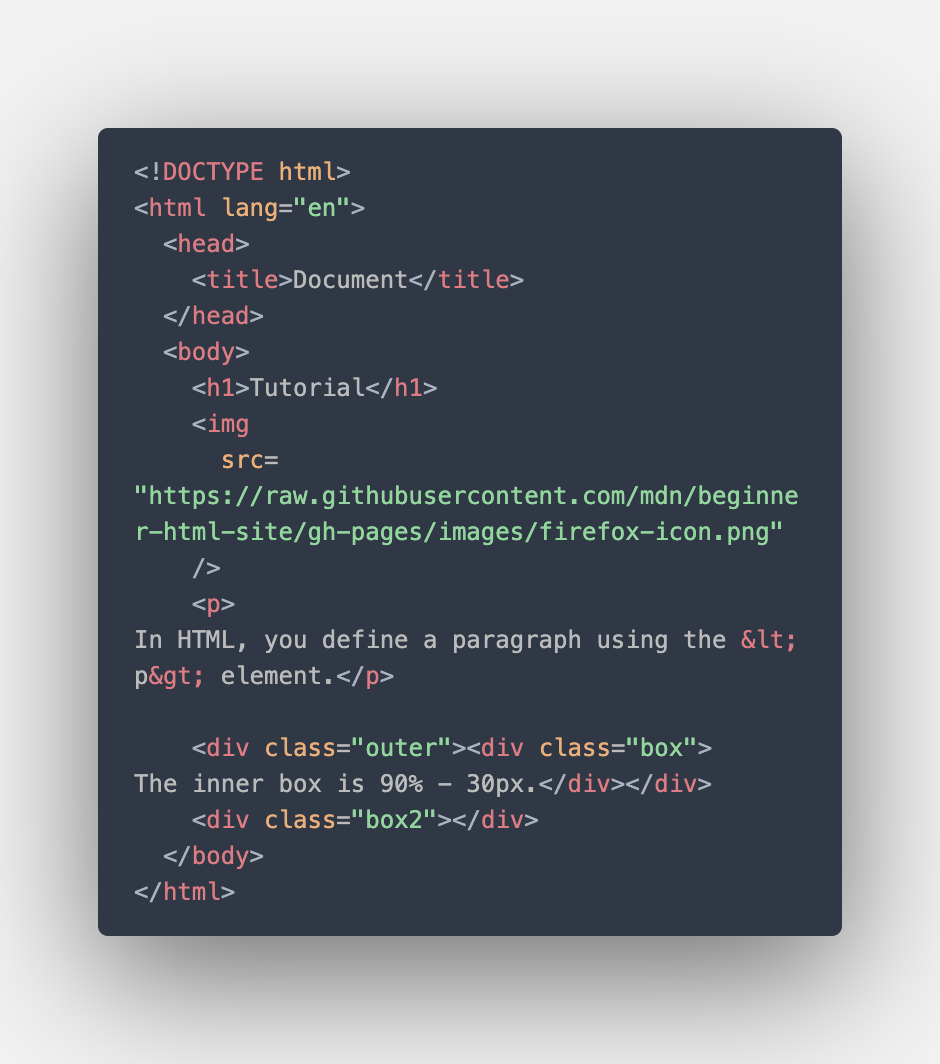 <!DOCTYPE html>
<html lang="en">
  <head>
    <title>Document</title>
  </head>
  <body>
    <h1>Tutorial</h1>
    <img
      src=
"https://raw.githubusercontent.com/mdn/beginne
r-html-site/gh-pages/images/firefox-icon.png"
    />
    <p>
In HTML, you define a paragraph using the &lt;
p&gt; element.</p>

    <div class="outer"><div class="box">
The inner box is 90% - 30px.</div></div>
    <div class="box2"></div>
  </body>
</html>